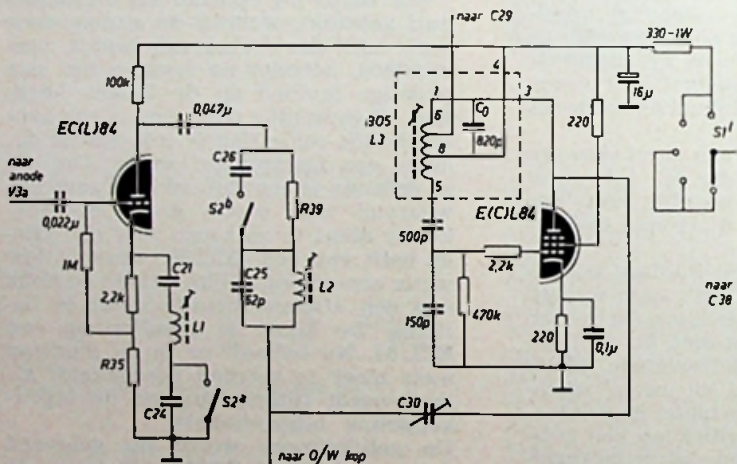 naar C29
330-1W
100k
0,047µ
4
1
3
EC(L)84
6
C0
820p
16µ
220
S1f
305
L3
8
5
naar
anode
V3a
C26
S2b
R39
E(C)L84
0,022µ
500p
2,2k
1M
C21
C25
52p
L2
naar
C38
2,2k
L1
150p
470k
220
0,1µ
R35
C24
S2a
C30
naar O/W kop